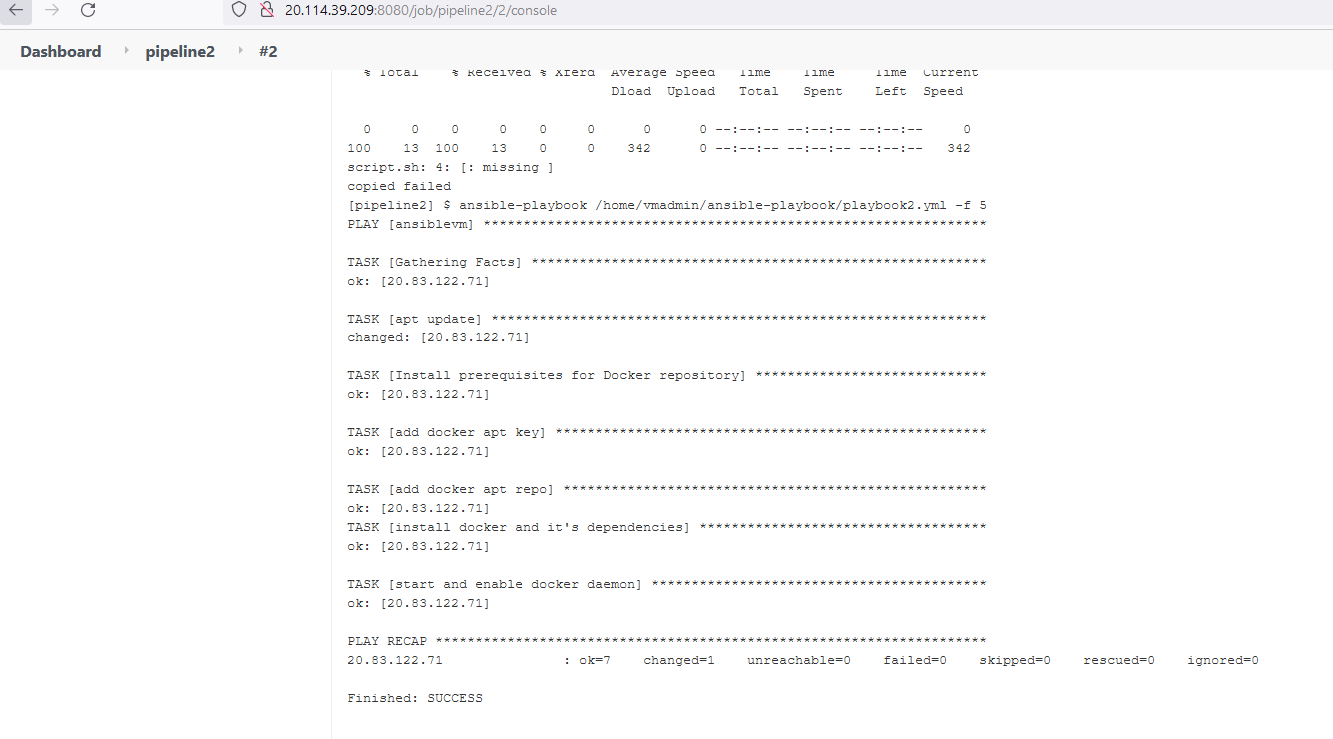 20.114.39.209:8080/job/pipeline2/2/console
Dashboard pipeline2 #2
% Total % Received % Xferd Average Speed Time Time Time Current
Dload Upload Total Spent Left Speed
0 0 0 0 0 0 0 0 --:--:-- --:--:-- --:--:-- 0
100 13 100 13 0 0 342 0 --:--:-- --:--:-- --:--:-- 342
script.sh: 4: [: missing ]
copied failed
[pipeline2] $ ansible-playbook /home/vmadmin/ansible-playbook/playbook2.yml -f 5
PLAY [ansiblevm] ***************************************************************
TASK [Gathering Facts] *********************************************************
ok: [20.83.122.71]
TASK [apt update] **************************************************************
changed: [20.83.122.71]
TASK [Install prerequisites for Docker repository] *****************************
ok: [20.83.122.71]
TASK [add docker apt key] ******************************************************
ok: [20.83.122.71]
TASK [add docker apt repo] *****************************************************
ok: [20.83.122.71]
TASK [install docker and it's dependencies] ************************************
ok: [20.83.122.71]
TASK [start and enable docker daemon] ******************************************
ok: [20.83.122.71]
PLAY RECAP *********************************************************************
20.83.122.71 : ok=7 changed=1 unreachable=0 failed=0 skipped=0 rescued=0 ignored=0
Finished: SUCCESS